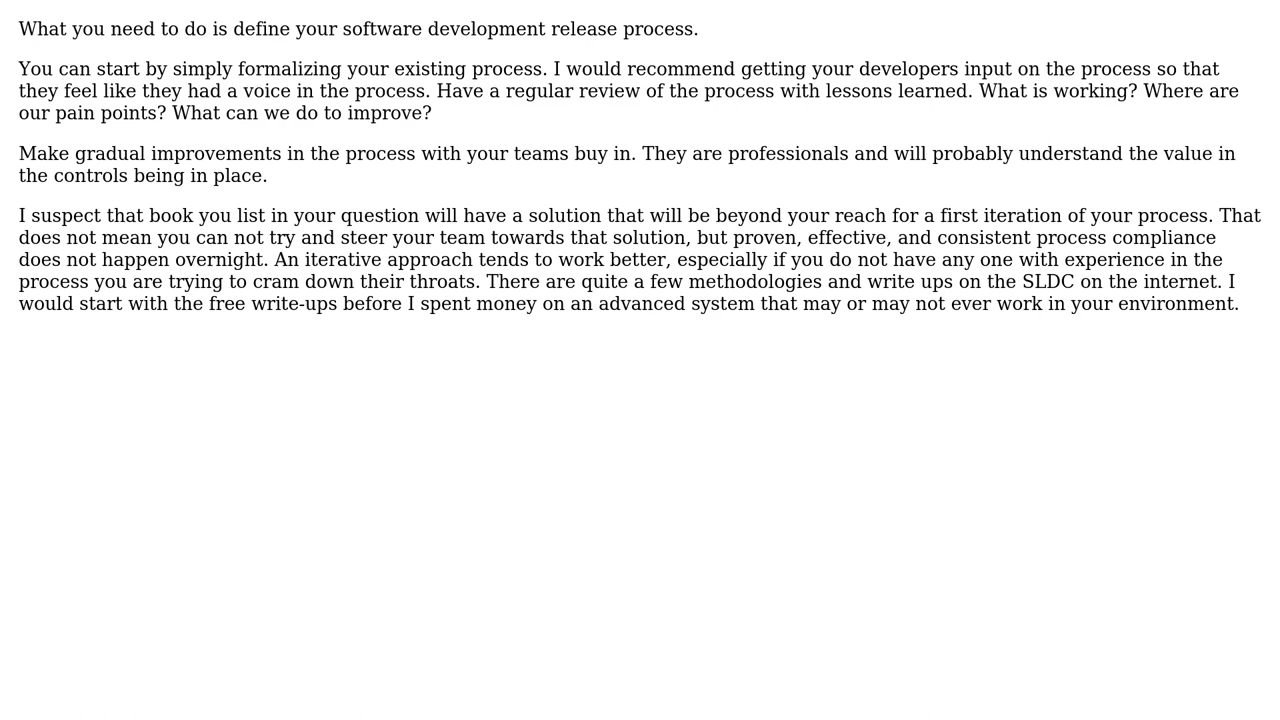 What you need to do is define your software development release process.
You can start by simply formalizing your existing process. I would recommend getting your developers input on the process so that
they feel like they had a voice in the process. Have a regular review of the process with lessons learned. What is working? Where are
our pain points? What can we do to improve?
Make gradual improvements in the process with your teams buy in. They are professionals and will probably understand the value in
the controls being in place.
I suspect that book you list in your question will have a solution that will be beyond your reach for a first iteration of your process. That
does not mean you can not try and steer your team towards that solution, but proven, effective, and consistent process compliance
does not happen overnight. An iterative approach tends to work better, especially if you do not have any one with experience in the
process you are trying to cram down their throats. There are quite a few methodologies and write ups on the SLDC on the internet. I
would start with the free write-ups before I spent money on an advanced system that may or may not ever work in your environment.